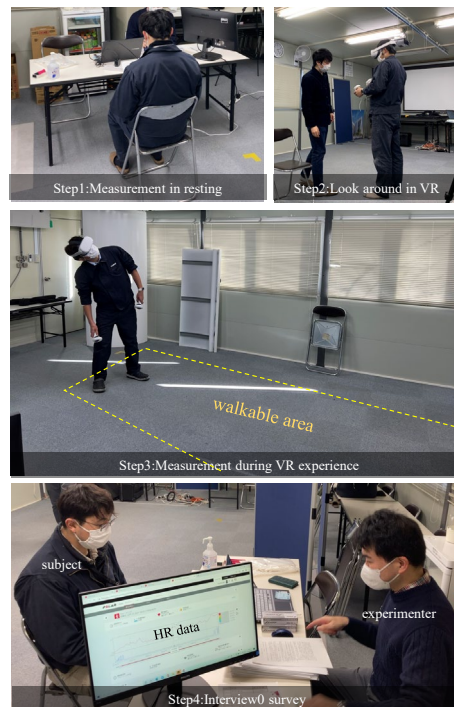 Step1:Measurement in resting
Step2:Look around in VR
walkable area
Step3:Measurement during VR experience
subject
HR data
experimenter
Step4:Interview0 survey